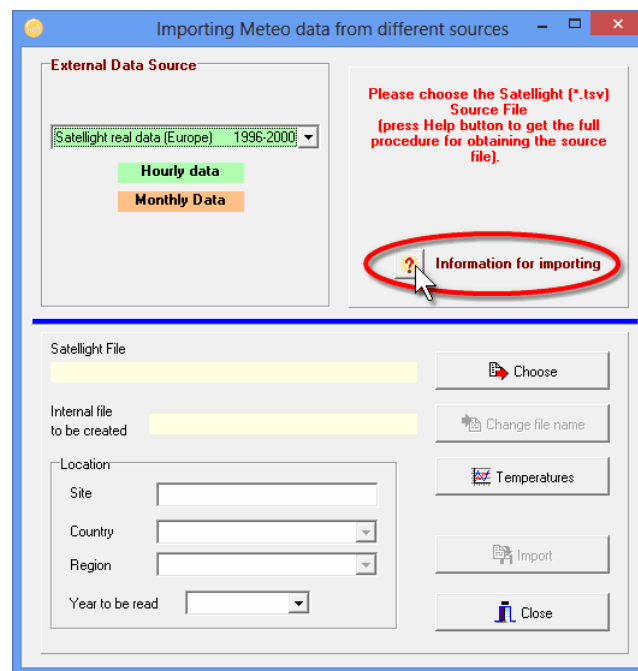 Importing Meteo data from different sources
External Data Source
Satellight real data (Europe) 1996-2000
Hourly data
Monthly Data
Please choose the Satellight (*.tsv)
Source File
(press Help button to get the full
procedure for obtaining the source
file).
? Information for importing
Satellight File
Choose
Internal file
to be created
Change file name
Location
Temperatures
Site
Country
Region
Import
Year to be read
Close